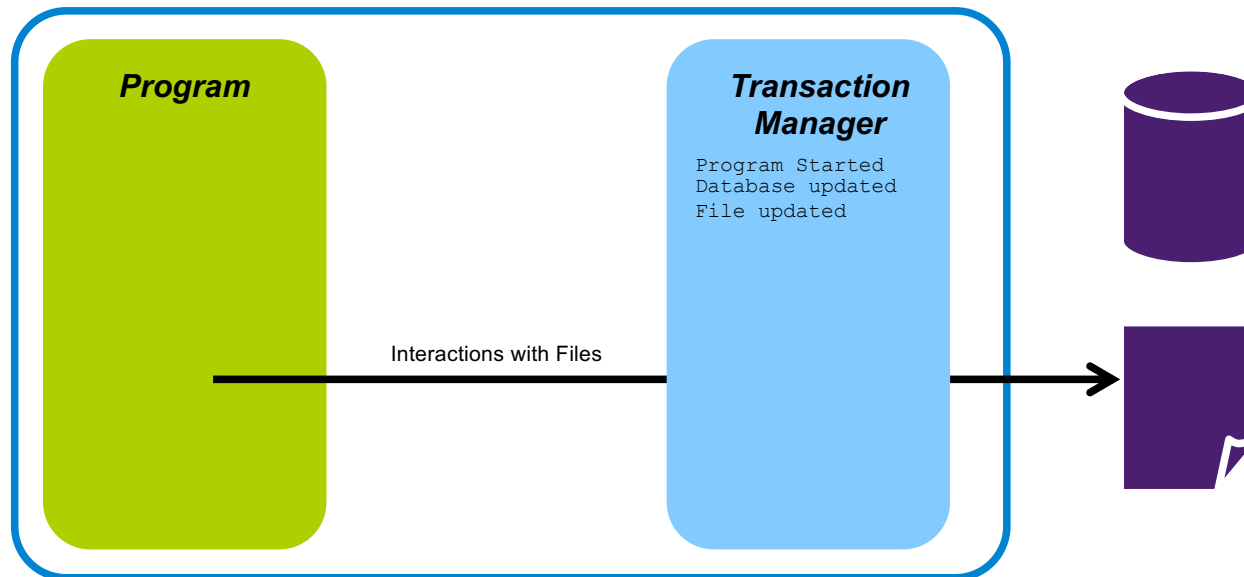 Program
Transaction
Manager
Program Started
Database updated
File updated
Interactions with Files